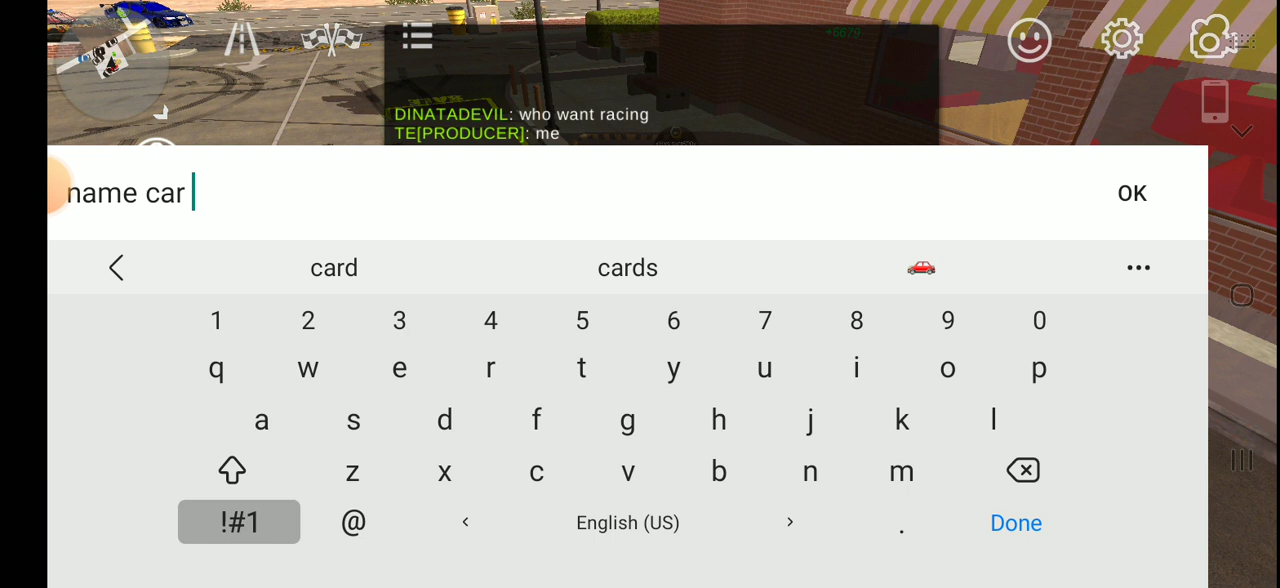 +6679
DINATADEVIL: who want racing
TE[PRODUCER]: me
name car
OK
card cards
1 2 3 4 5 6 7 8 9 0
q w e r t y u i o p
a s d f g h j k l
z x c v b n m
!#1 @ English (US) . Done